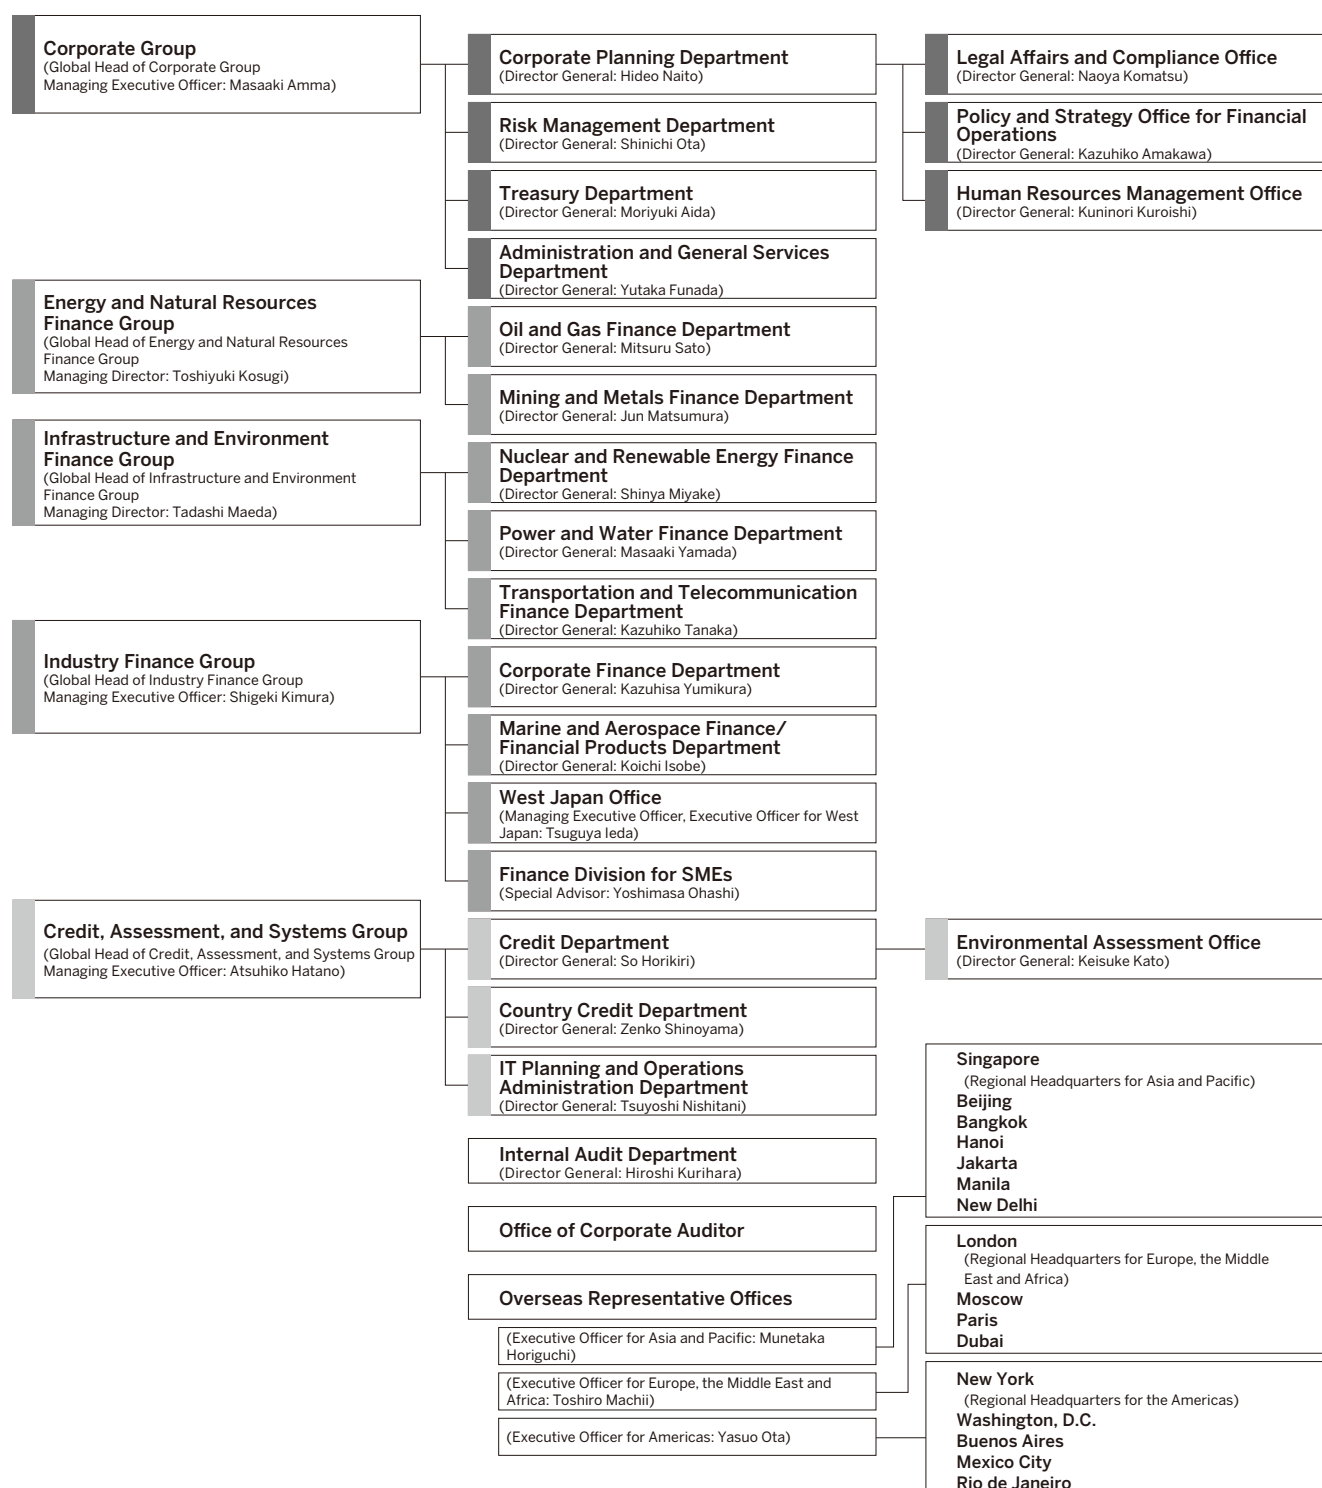 Corporate Group
(Global Head of Corporate Group
Managing Executive Officer: Masaaki Amma)
Corporate Planning Department
(Director General: Hideo Naito)
Legal Affairs and Compliance Office
(Director General: Naoya Komatsu)
Risk Management Department
(Director General: Shinichi Ota)
Policy and Strategy Office for Financial
Operations
(Director General: Kazuhiko Amakawa)
Treasury Department
(Director General: Moriyuki Aida)
Human Resources Management Office
(Director General: Kuninori Kuroishi)
Administration and General Services
Department
(Director General: Yutaka Funada)
Energy and Natural Resources
Finance Group
(Global Head of Energy and Natural Resources
Finance Group
Managing Director: Toshiyuki Kosugi)
Oil and Gas Finance Department
(Director General: Mitsuru Sato)
Mining and Metals Finance Department
(Director General: Jun Matsumura)
Infrastructure and Environment
Finance Group
(Global Head of Infrastructure and Environment
Finance Group
Managing Director: Tadashi Maeda)
Nuclear and Renewable Energy Finance
Department
(Director General: Shinya Miyake)
Power and Water Finance Department
(Director General: Masaaki Yamada)
Transportation and Telecommunication
Finance Department
(Director General: Kazuhiko Tanaka)
Industry Finance Group
(Global Head of Industry Finance Group
Managing Executive Officer: Shigeki Kimura)
Corporate Finance Department
(Director General: Kazuhisa Yumikura)
Marine and Aerospace Finance/
Financial Products Department
(Director General: Koichi Isobe)
West Japan Office
(Managing Executive Officer, Executive Officer for West
Japan: Tsuguya Ieda)
Finance Division for SMEs
(Special Advisor: Yoshimasa Ohashi)
Credit, Assessment, and Systems Group
(Global Head of Credit, Assessment, and Systems Group
Managing Executive Officer: Atsuhiko Hatano)
Credit Department
(Director General: So Horikiri)
Environmental Assessment Office
(Director General: Keisuke Kato)
Country Credit Department
(Director General: Zenko Shinoyama)
IT Planning and Operations
Administration Department
(Director General: Tsuyoshi Nishitani)
Internal Audit Department
(Director General: Hiroshi Kurihara)
Office of Corporate Auditor
Overseas Representative Offices
(Executive Officer for Asia and Pacific: Munetaka
Horiguchi)
(Executive Officer for Europe, the Middle East and
Africa: Toshiro Machii)
(Executive Officer for Americas: Yasuo Ota)
Singapore
(Regional Headquarters for Asia and Pacific)
Beijing
Bangkok
Hanoi
Jakarta
Manila
New Delhi
London
(Regional Headquarters for Europe, the Middle
East and Africa)
Moscow
Paris
Dubai
New York
(Regional Headquarters for the Americas)
Washington, D.C.
Buenos Aires
Mexico City
Rio de Janeiro